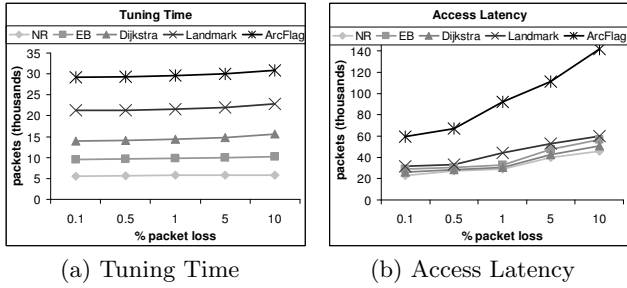 Tuning Time
NR EB Dijkstra Landmark ArcFlag
packets (thousands)
35
30
25
20
15
10
5
0
0.1 0.5 1 5 10
% packet loss
(a) Tuning Time
Access Latency
NR EB Dijkstra Landmark ArcFlag
packets (thousands)
140
120
100
80
60
40
20
0
0.1 0.5 1 5 10
% packet loss
(b) Access Latency